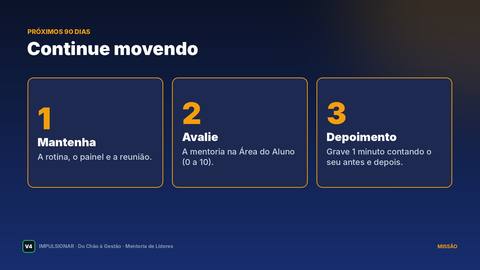 PRÓXIMOS 90 DIAS
Continue movendo
1
Mantenha
A rotina, o painel e a reunião.
2
Avalie
A mentoria na Área do Aluno
(0 a 10).
3
Depoimento
Grave 1 minuto contando o
seu antes e depois.
V4
IMPULSIONAR · Do Chão à Gestão · Mentoria de Líderes
MISSÃO